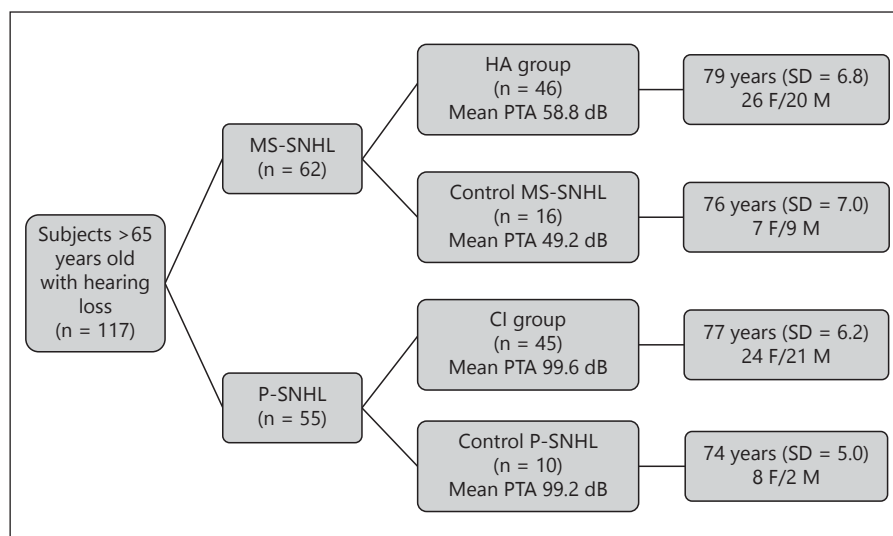 Subjects >65
years old
with hearing
loss
(n = 117)
MS-SNHL
(n = 62)
HA group
(n = 46)
Mean PTA 58.8 dB
79 years (SD = 6.8)
26 F/20 M
Control MS-SNHL
(n = 16)
Mean PTA 49.2 dB
76 years (SD = 7.0)
7 F/9 M
P-SNHL
(n = 55)
CI group
(n = 45)
Mean PTA 99.6 dB
77 years (SD = 6.2)
24 F/21 M
Control P-SNHL
(n = 10)
Mean PTA 99.2 dB
74 years (SD = 5.0)
8 F/2 M